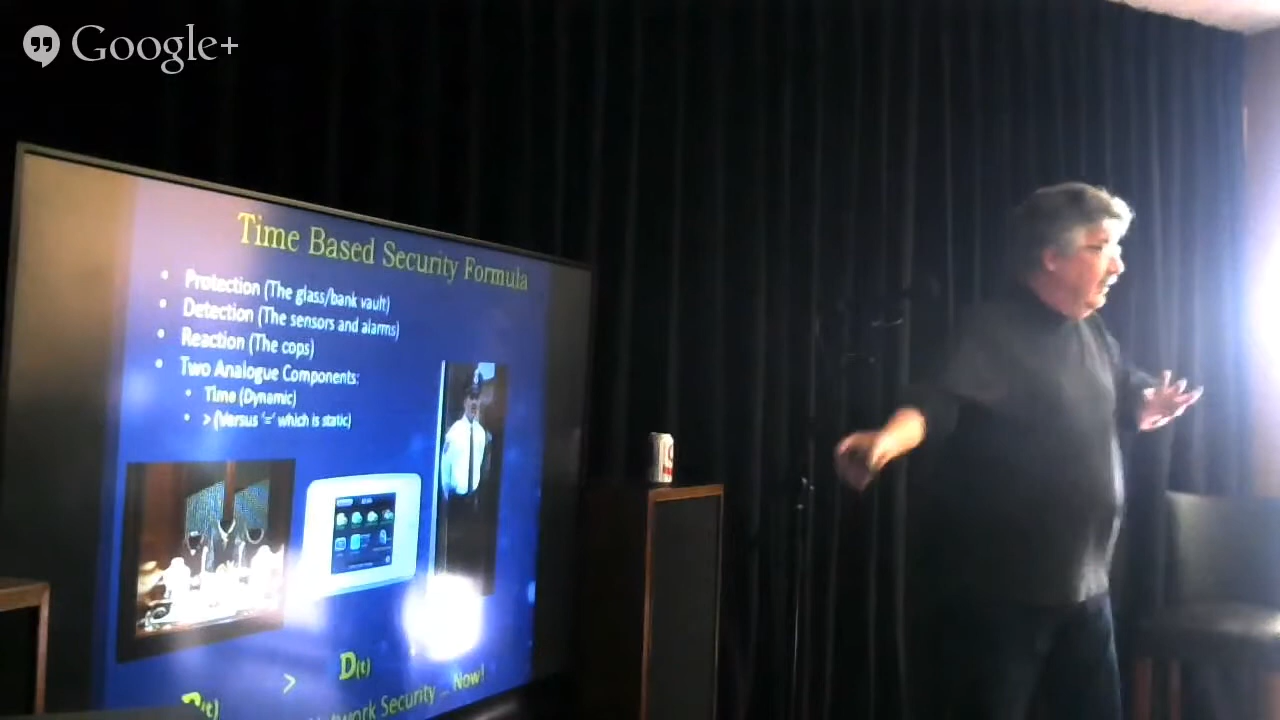 Google+
Time Based Security Formula
• Protection (The glass/bank vault)
• Detection (The sensors and alarms)
• Reaction (The cops)
• Two Analogue Components:
• Time (Dynamic)
• > (Versus '=' which is static)
> D(t)
(t)
Network Security ... Now!